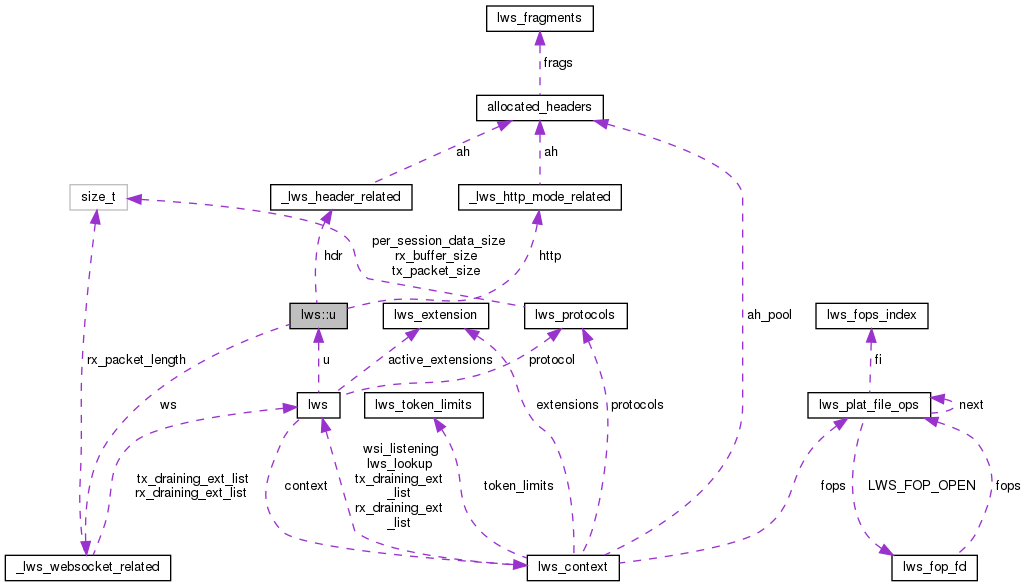 lws_fragments
frags
allocated_headers
ah
ah
size_t
_lws_header_related
_lws_http_mode_related
per_session_data_size
rx_buffer_size
tx_packet_size
hdr
http
lws::u
lws_extension
lws_protocols
ah_pool
lws_fops_index
rx_packet_length
u
active_extensions
protocol
fi
ws
lws
lws_token_limits
extensions
protocols
lws_plat_file_ops
next
wsi_listening
lws_lookup
tx_draining_ext
_list
rx_draining_ext
_list
tx_draining_ext_list
rx_draining_ext_list
context
token_limits
fops
LWS_FOP_OPEN
fops
_lws_websocket_related
lws_context
lws_fop_fd